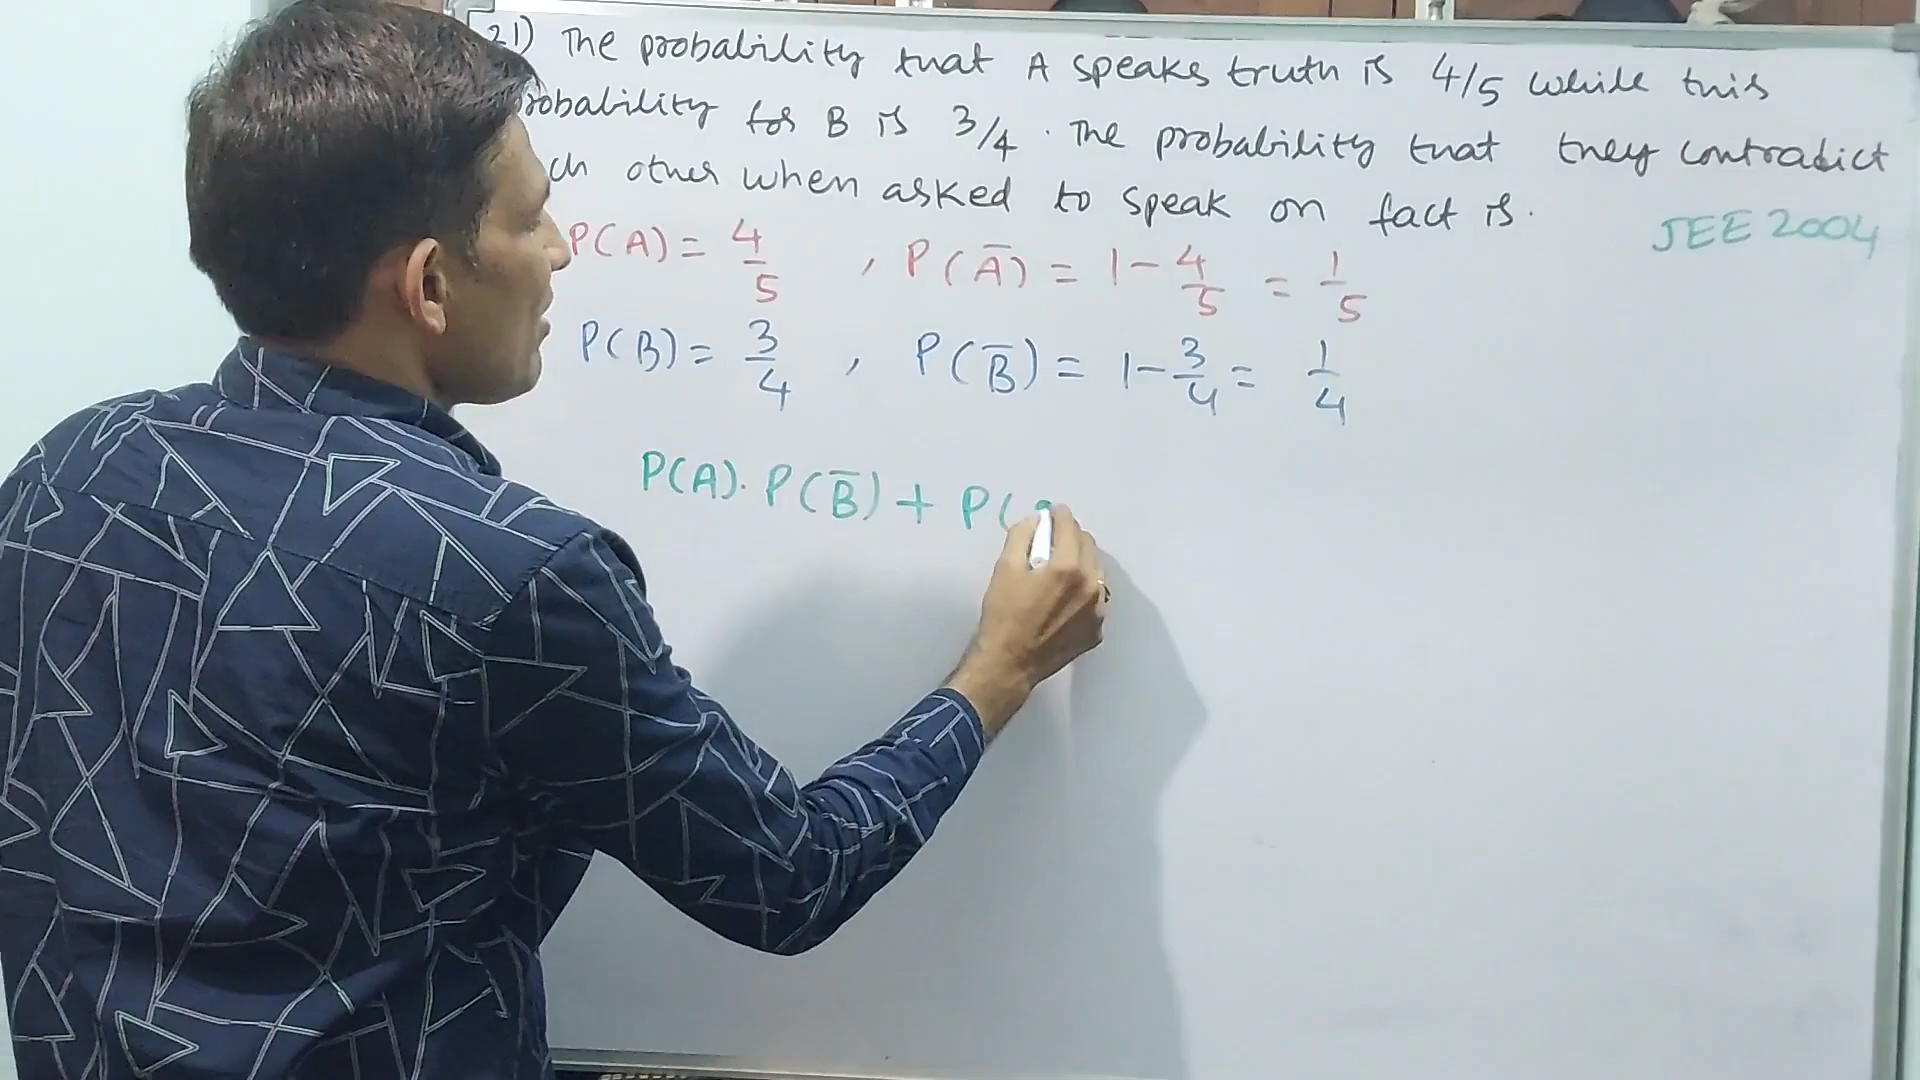 21) The probability that A speaks truth is 4/5 while this
robability for B is 3/4 . The probability that they contradict
ch other when asked to speak on fact is.
JEE 2004
P(A) = 4/5 , P(A̅) = 1 - 4/5 = 1/5
P(B) = 3/4 , P(B̅) = 1 - 3/4 = 1/4
P(A). P(B̅) + P(